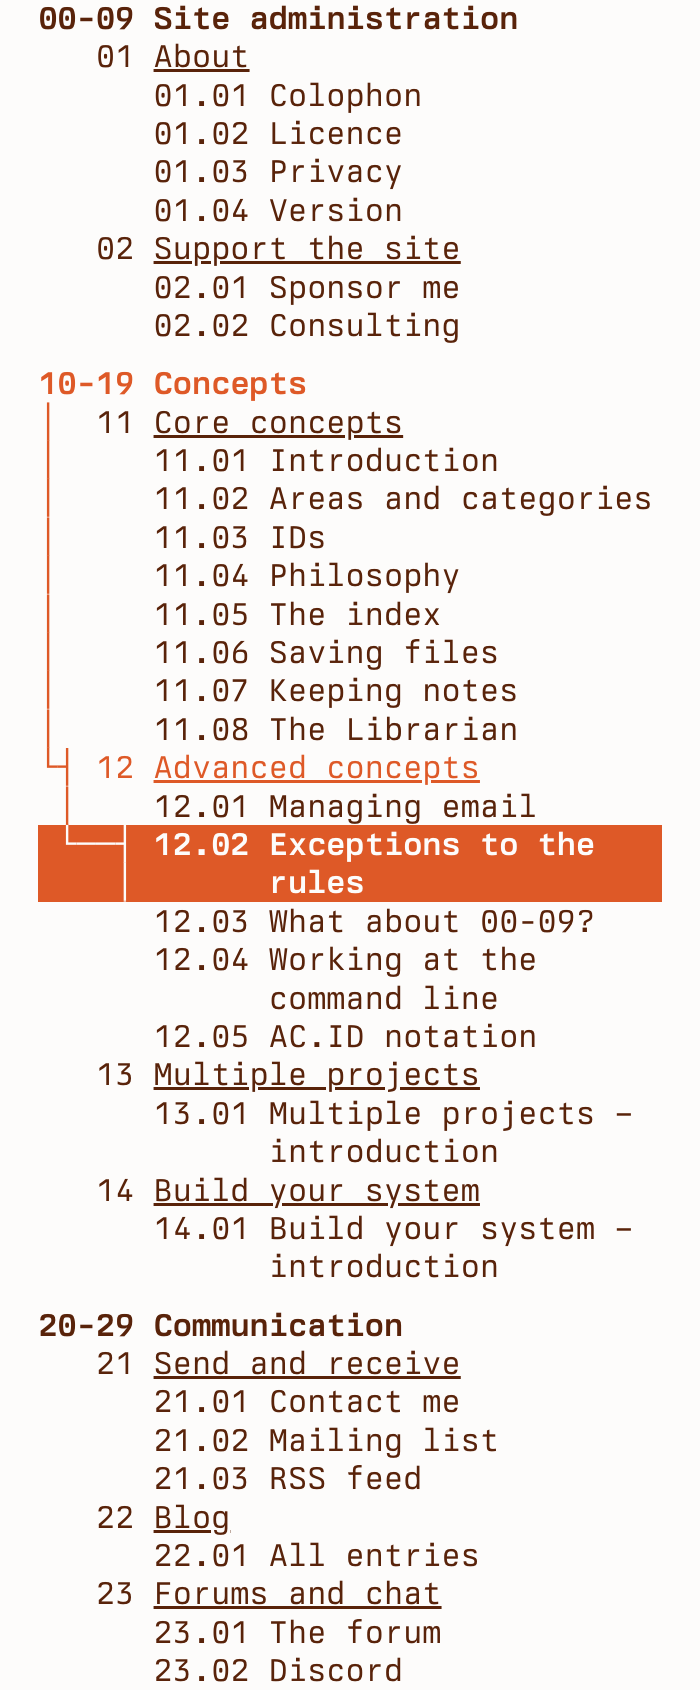 00-09 Site administration
01 About
01.01 Colophon
01.02 Licence
01.03 Privacy
01.04 Version
02 Support the site
02.01 Sponsor me
02.02 Consulting
10-19 Concepts
11 Core concepts
11.01 Introduction
11.02 Areas and categories
11.03 IDs
11.04 Philosophy
11.05 The index
11.06 Saving files
11.07 Keeping notes
11.08 The Librarian
12 Advanced concepts
12.01 Managing email
12.02 Exceptions to the
rules
12.03 What about 00-09?
12.04 Working at the
command line
12.05 AC.ID notation
13 Multiple projects
13.01 Multiple projects –
introduction
14 Build your system
14.01 Build your system –
introduction
20-29 Communication
21 Send and receive
21.01 Contact me
21.02 Mailing list
21.03 RSS feed
22 Blog
22.01 All entries
23 Forums and chat
23.01 The forum
23.02 Discord